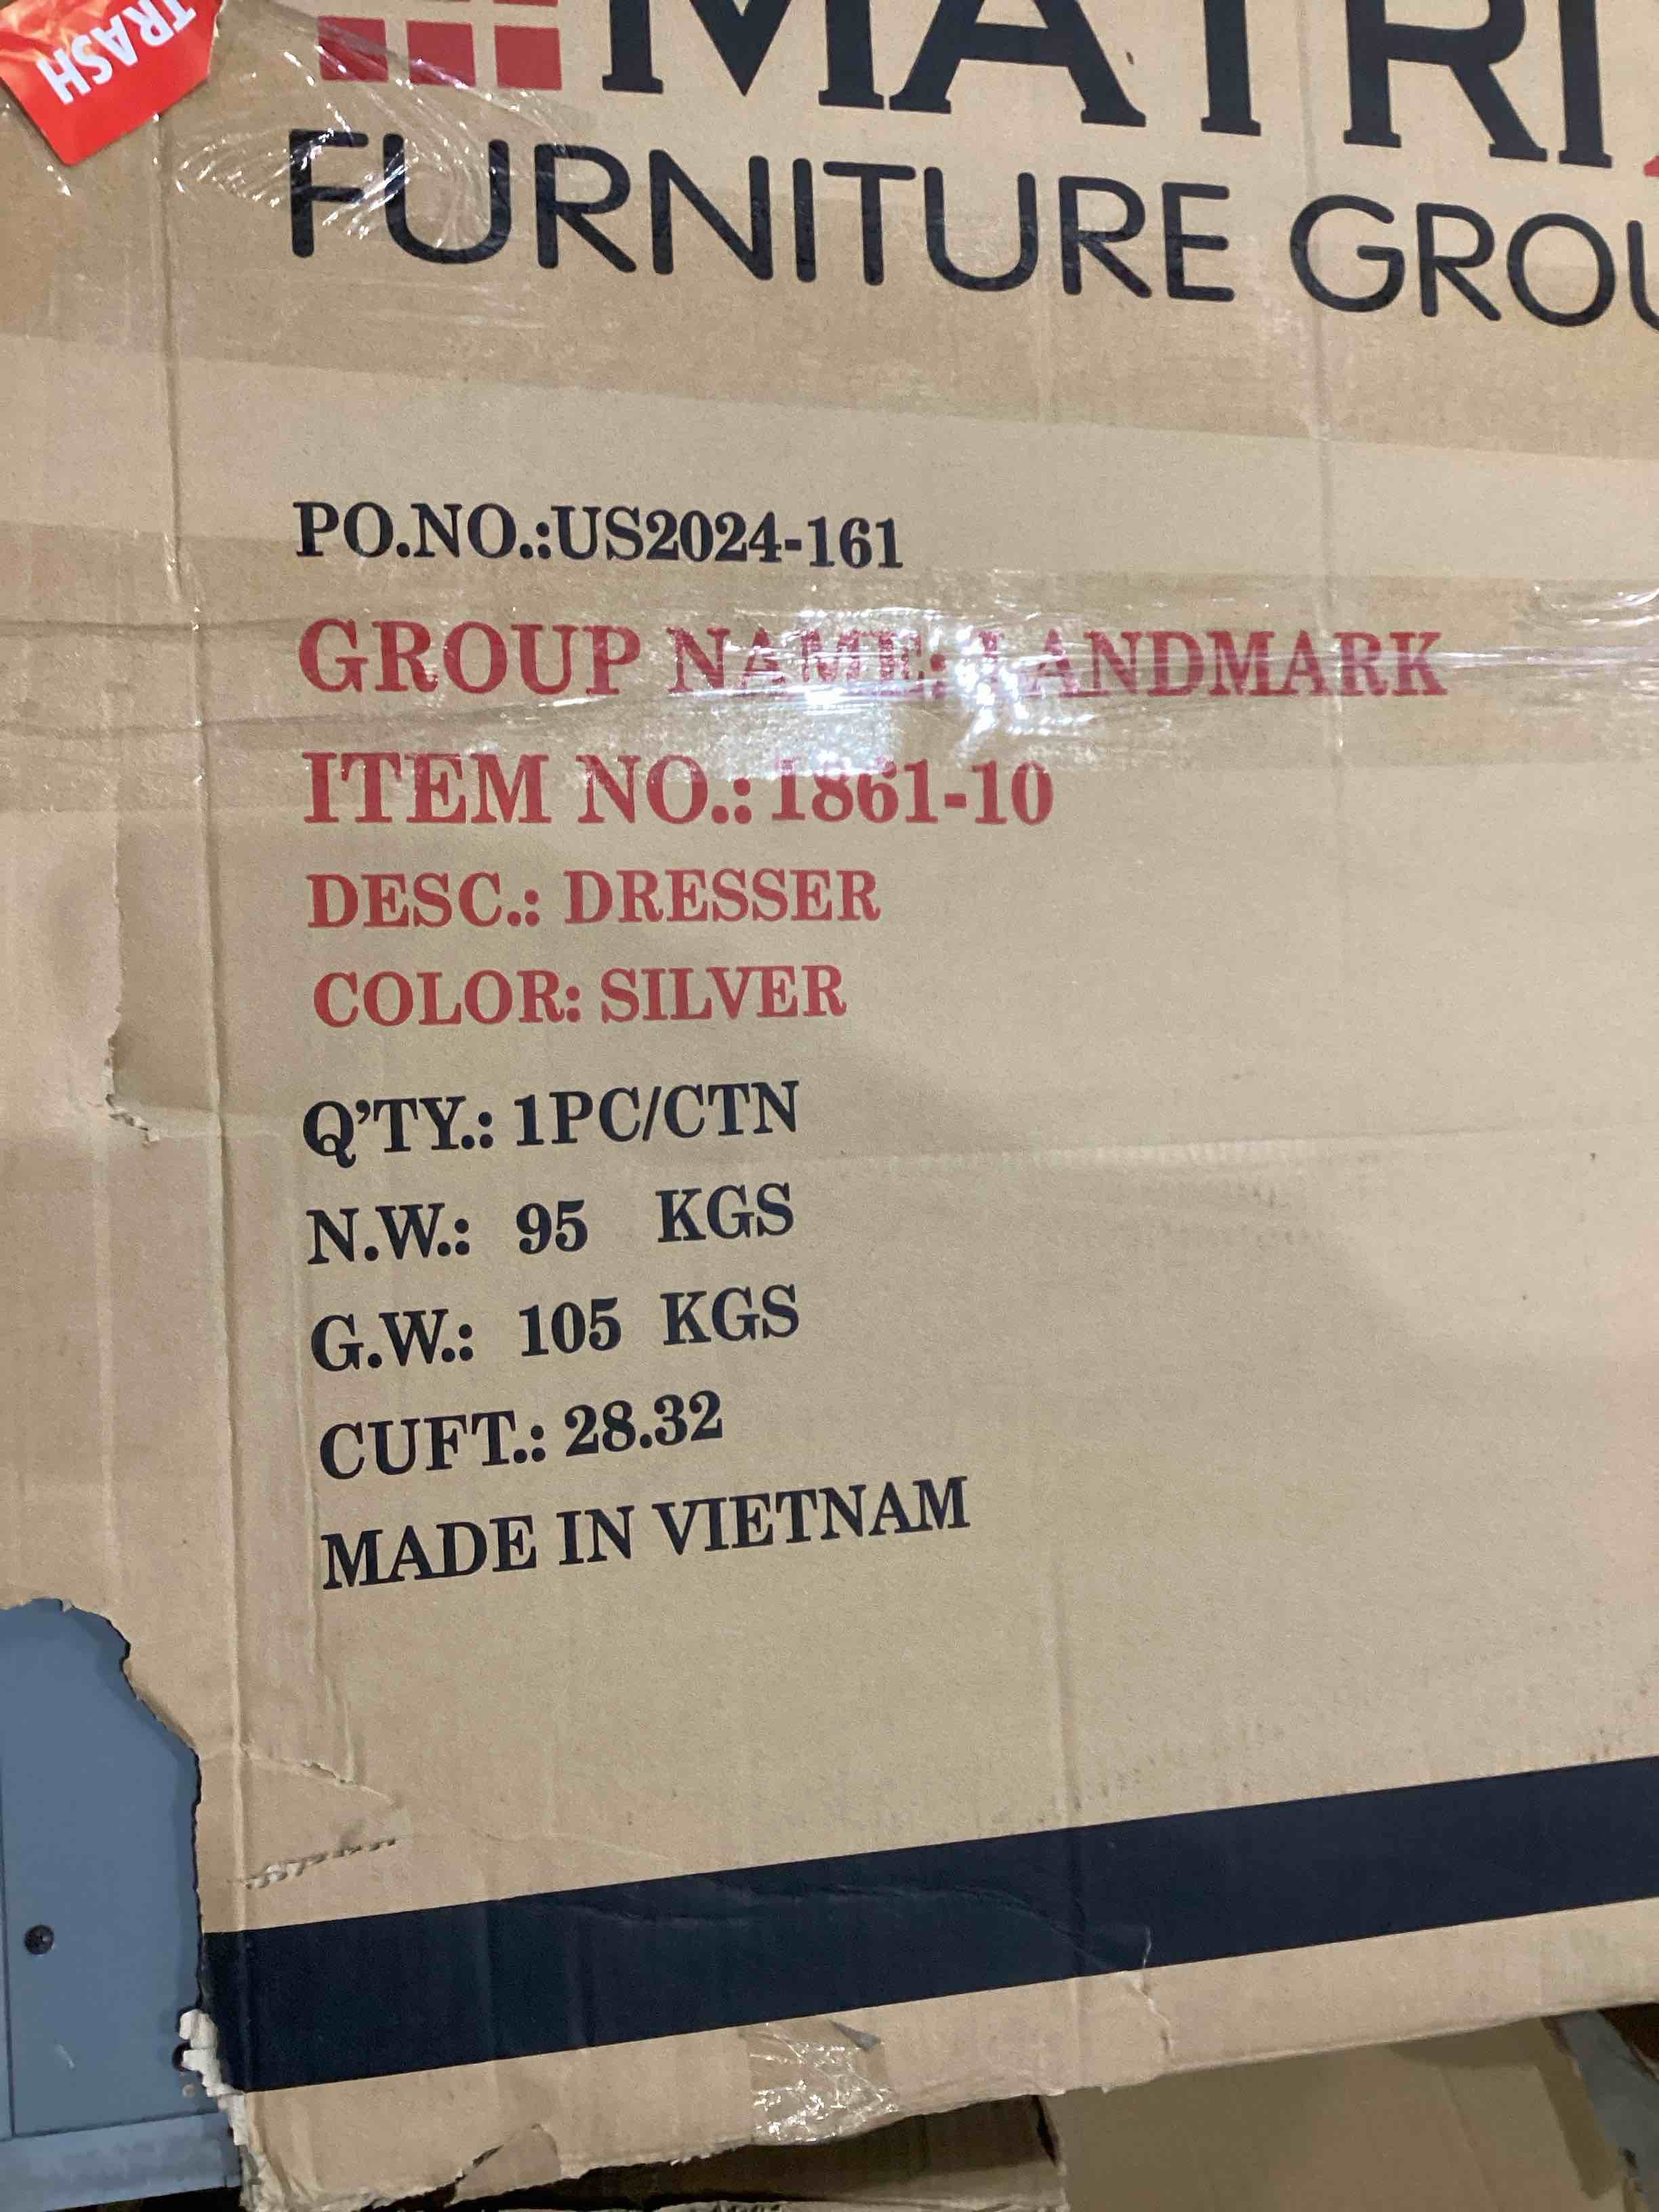 TRASH
MATRI
FURNITURE GROU
PO.NO.:US2024-161
GROUP NAME: LANDMARK
ITEM NO.: 1861-10
DESC.: DRESSER
COLOR: SILVER
Q'TY.: 1PC/CTN
N.W.: 95 KGS
G.W.: 105 KGS
CUFT.: 28.32
MADE IN VIETNAM